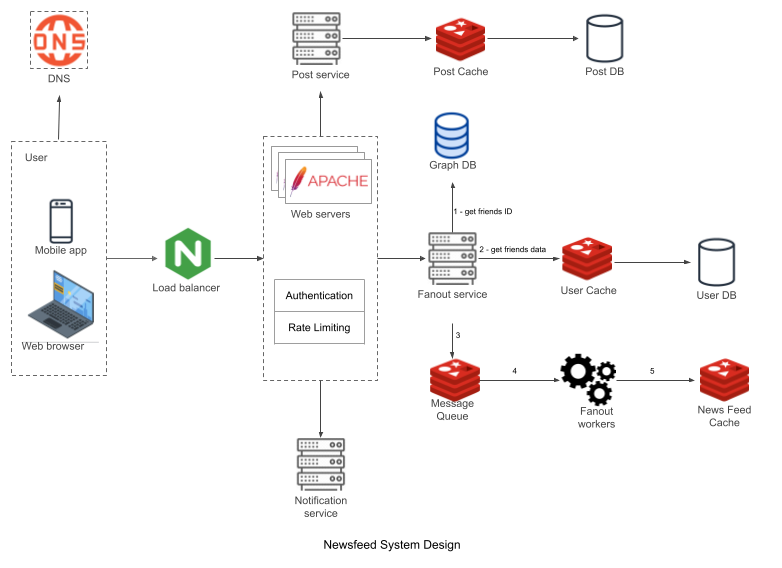 DNS
DNS
Post service
Post Cache
Post DB
User
APACHE
Web servers
Graph DB
1 - get friends ID
Mobile app
N
Load balancer
2 - get friends data
Fanout service
User Cache
User DB
Authentication
Rate Limiting
Web browser
3
Message
Queue
4
Fanout
workers
5
News Feed
Cache
Notification
service
Newsfeed System Design